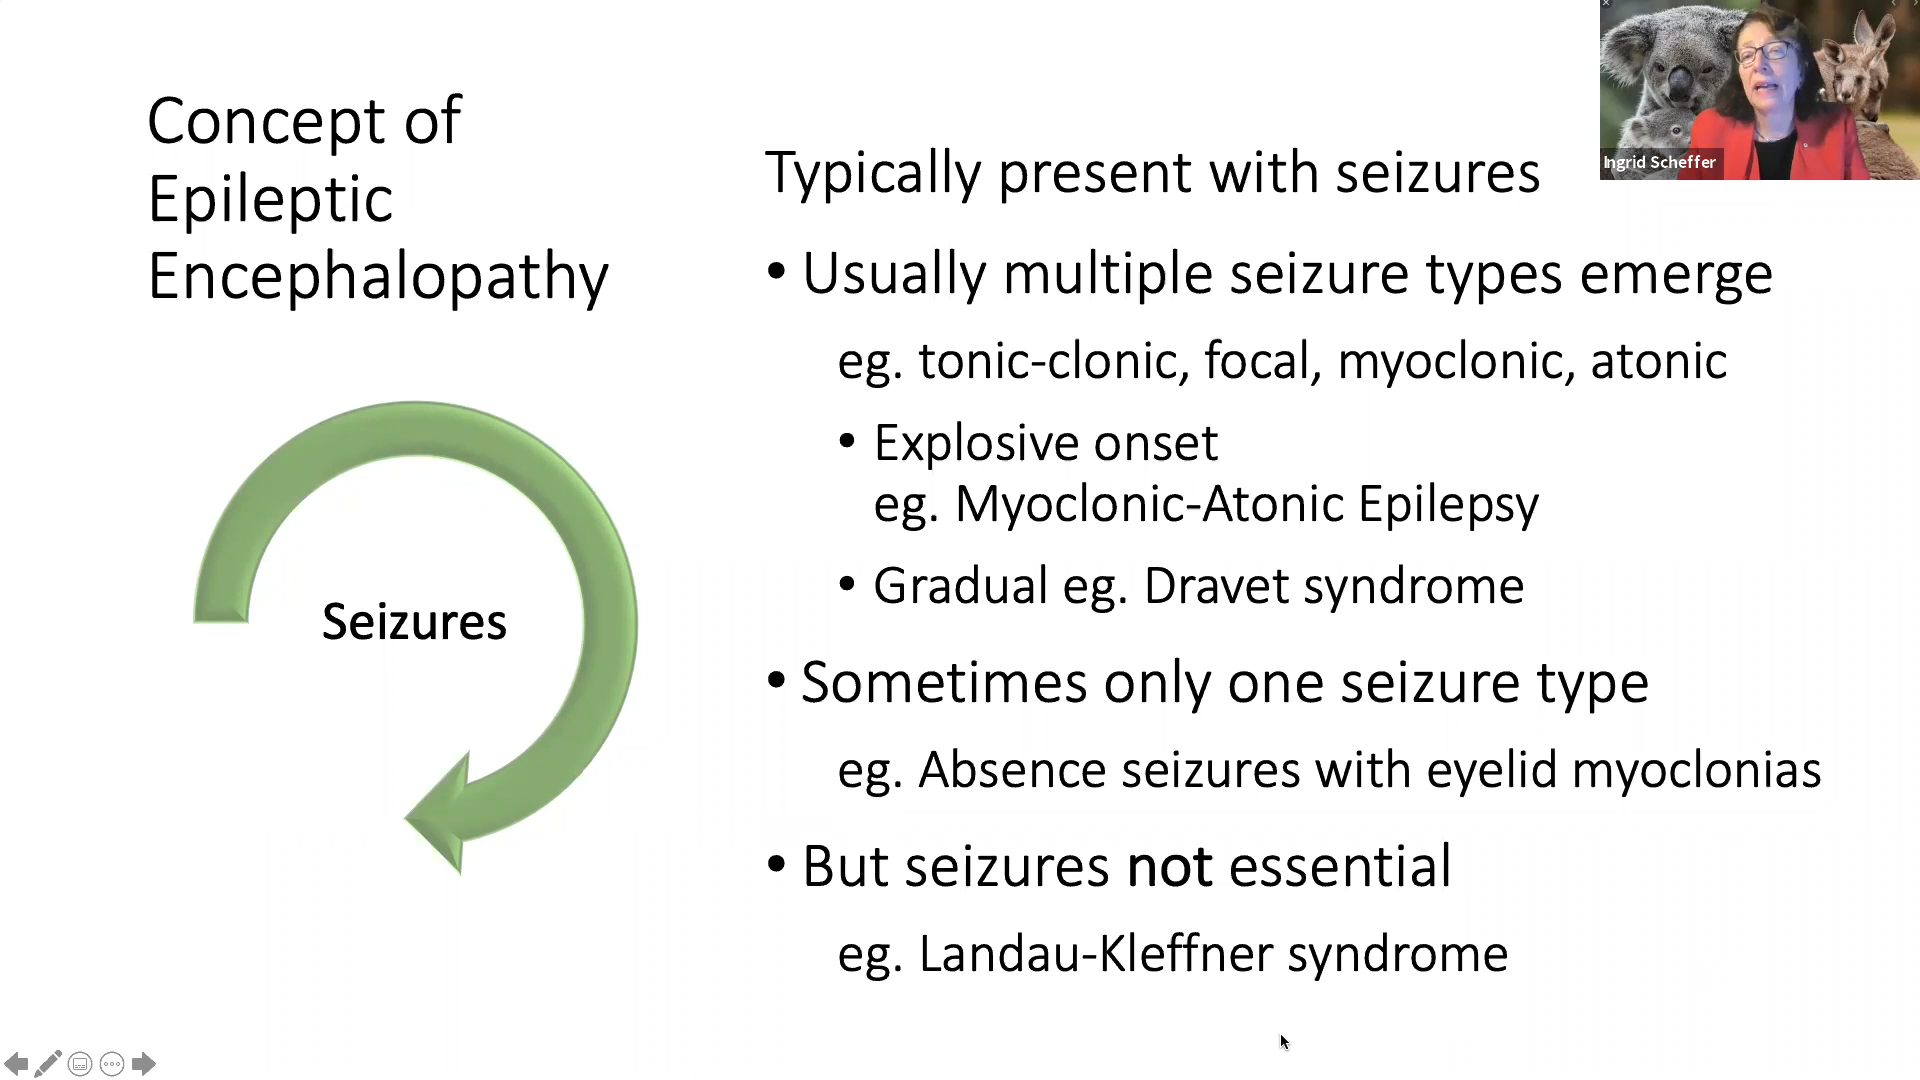 Concept of
Epileptic
Encephalopathy
Seizures
Typically present with seizures
• Usually multiple seizure types emerge
eg. tonic-clonic, focal, myoclonic, atonic
• Explosive onset
eg. Myoclonic-Atonic Epilepsy
• Gradual eg. Dravet syndrome
• Sometimes only one seizure type
eg. Absence seizures with eyelid myoclonias
• But seizures not essential
eg. Landau-Kleffner syndrome
Ingrid Scheffer